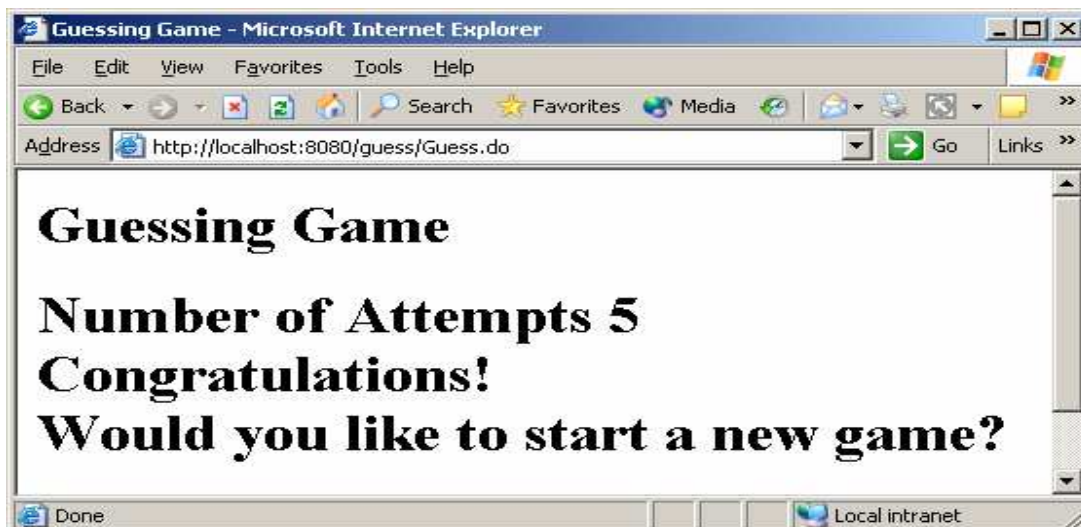 Guessing Game - Microsoft Internet Explorer
File Edit View Favorites Tools Help
Back Search Favorites Media »
Address http://localhost:8080/guess/Guess.do Go Links »
Guessing Game
Number of Attempts 5
Congratulations!
Would you like to start a new game?
Done Local intranet